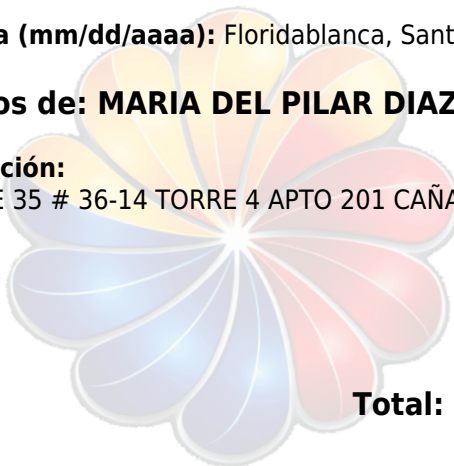 a (mm/dd/aaaa): Floridablanca, Sant
os de: MARIA DEL PILAR DIAZ
ción:
E 35 # 36-14 TORRE 4 APTO 201 CAÑA
Total: